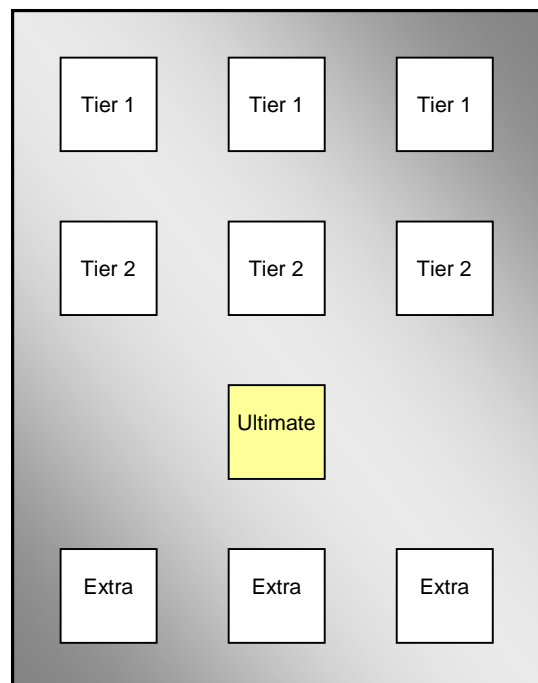 Tier 1 Tier 1 Tier 1
Tier 2 Tier 2 Tier 2
Ultimate
Extra Extra Extra